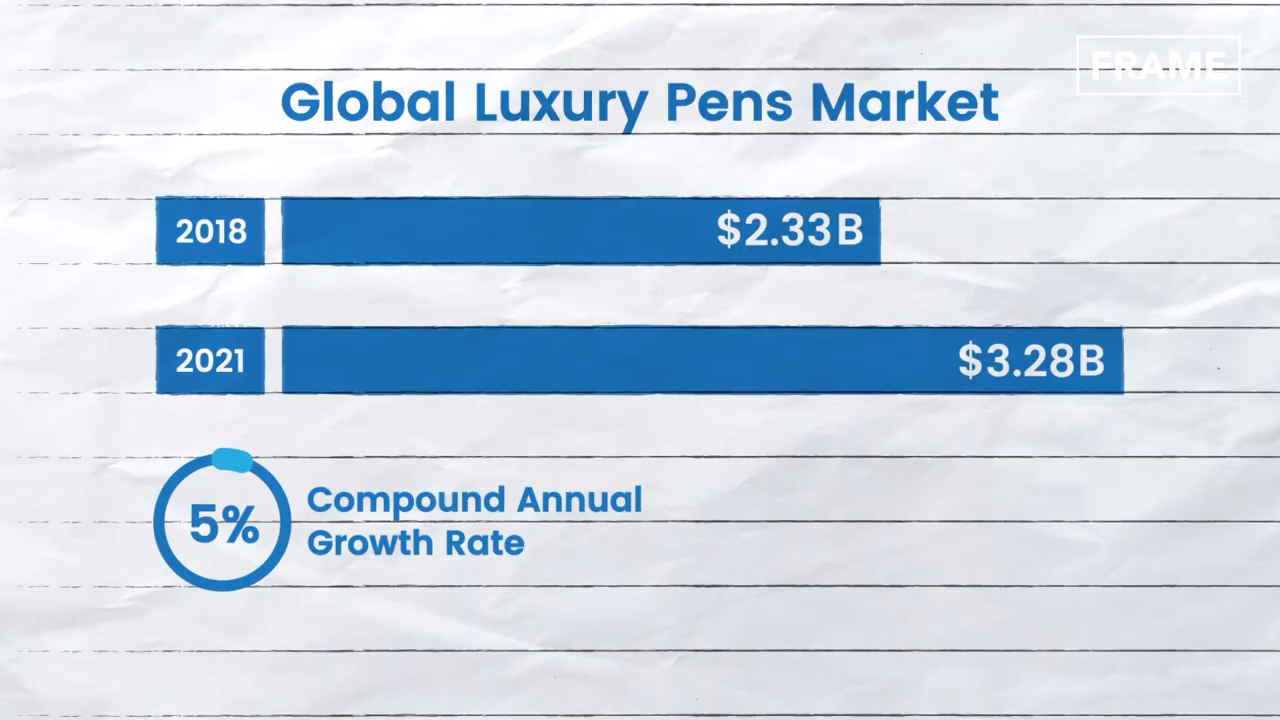 FRAME
Global Luxury Pens Market
2018 $2.33B
2021 $3.28B
5% Compound Annual
Growth Rate